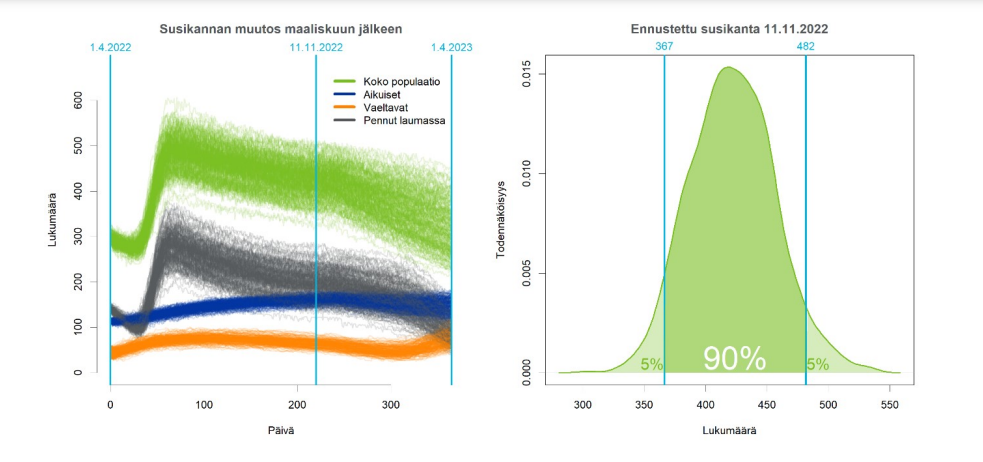 Susikannan muutos maaliskuun jälkeen
1.4.2022
11.11.2022
1.4.2023
Koko populaatio
Aikuiset
Vaeltavat
Pennut laumassa
Lukumäärä
600
500
400
300
200
100
0
0
100
200
300
Päivä
Ennustettu susikanta 11.11.2022
367
482
Todennäköisyys
0.015
0.010
0.005
0.000
5%
90%
5%
300
350
400
450
500
550
Lukumäärä